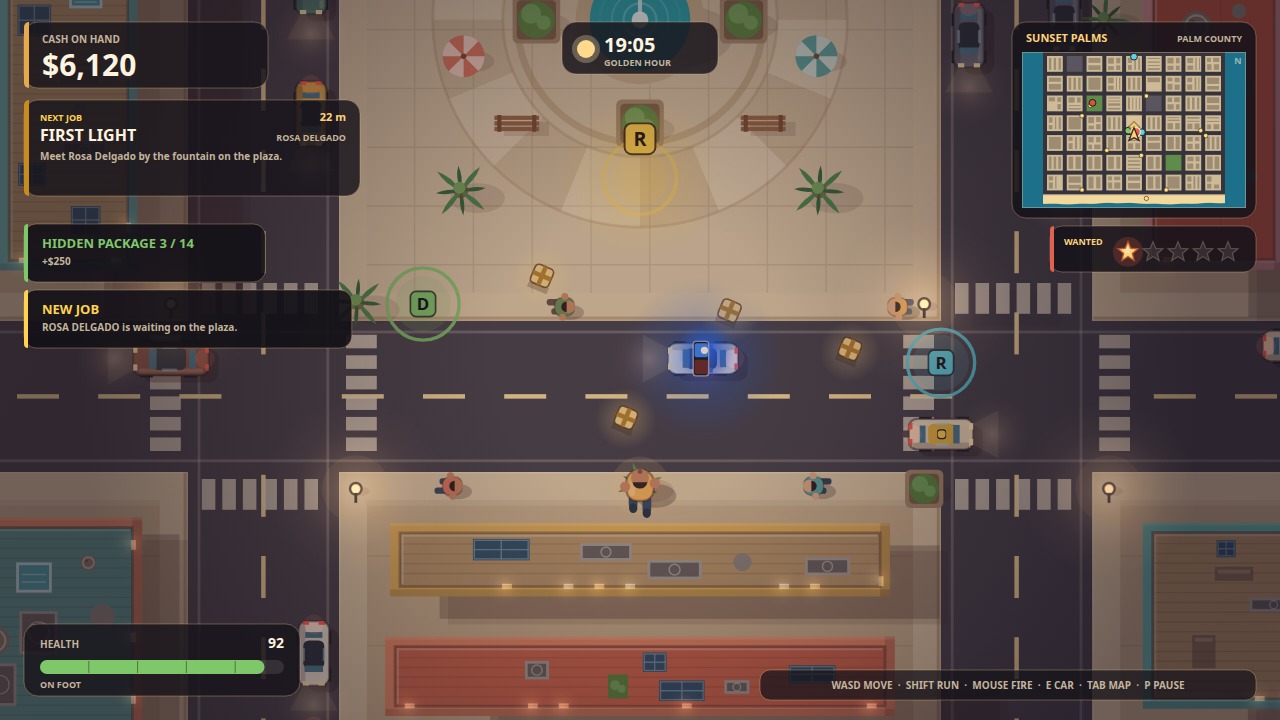 CASH ON HAND
$6,120
NEXT JOB
22 m
FIRST LIGHT
ROSA DELGADO
Meet Rosa Delgado by the fountain on the plaza.
HIDDEN PACKAGE 3 / 14
+$250
NEW JOB
ROSA DELGADO is waiting on the plaza.
19:05
GOLDEN HOUR
SUNSET PALMS
PALM COUNTY
N
WANTED
R
D
R
HEALTH
92
ON FOOT
WASD MOVE · SHIFT RUN · MOUSE FIRE · E CAR · TAB MAP · P PAUSE